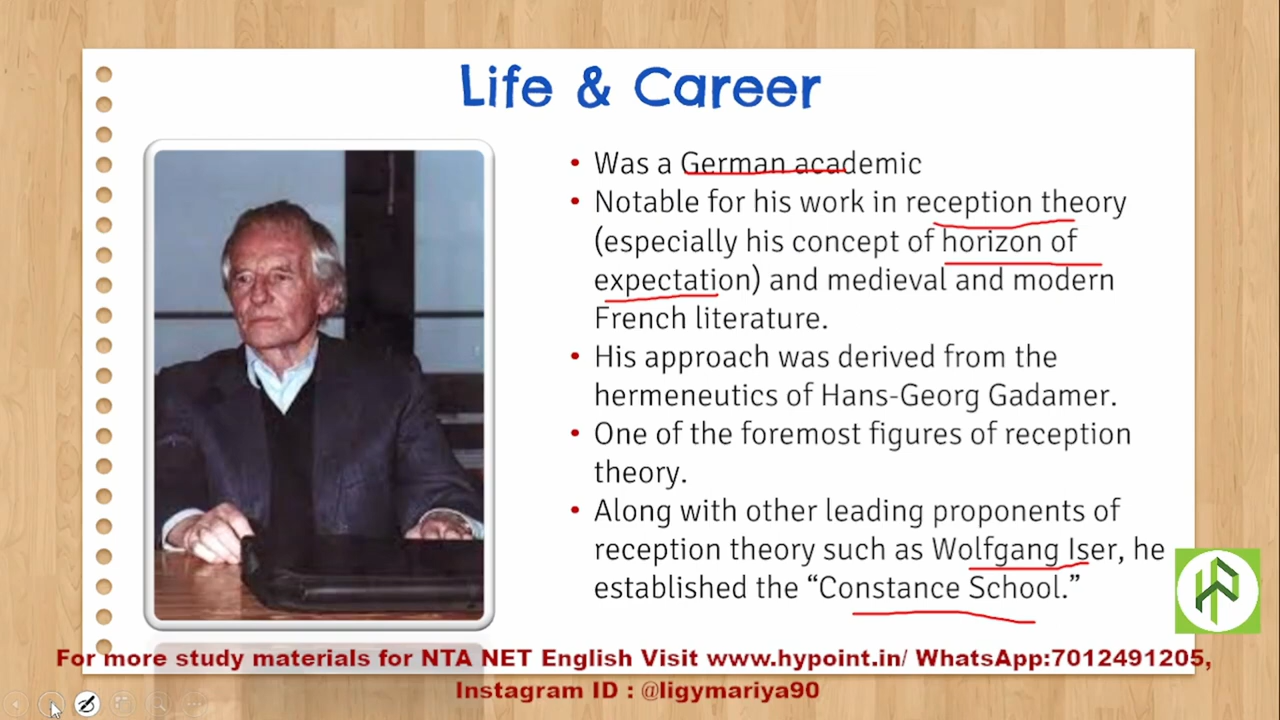 Life & Career
• Was a German academic
• Notable for his work in reception theory
(especially his concept of horizon of
expectation) and medieval and modern
French literature.
• His approach was derived from the
hermeneutics of Hans-Georg Gadamer.
• One of the foremost figures of reception
theory.
• Along with other leading proponents of
reception theory such as Wolfgang Iser, he
established the “Constance School.”
For more study materials for NTA NET English Visit www.hypoint.in/ WhatsApp:7012491205,
Instagram ID : @ligymariya90